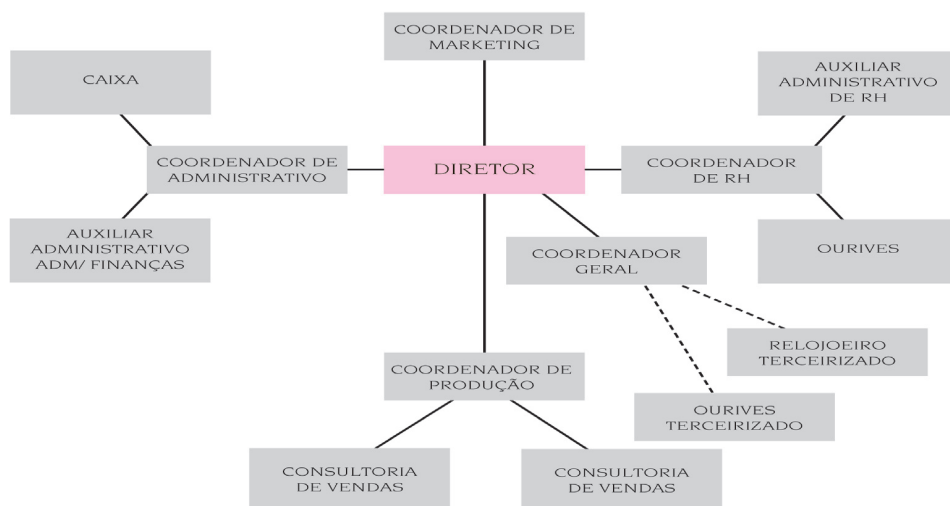 COORDENADOR DE
MARKETING
CAIXA
AUXILIAR
ADMINISTRATIVO
DE RH
COORDENADOR DE
ADMINISTRATIVO
DIRETOR
COORDENADOR
DE RH
AUXILIAR
ADMINISTRATIVO
ADM/ FINANÇAS
COORDENADOR
GERAL
OURIVES
RELOJOEIRO
TERCEIRIZADO
COORDENADOR DE
PRODUÇÃO
OURIVES
TERCEIRIZADO
CONSULTORIA
DE VENDAS
CONSULTORIA
DE VENDAS